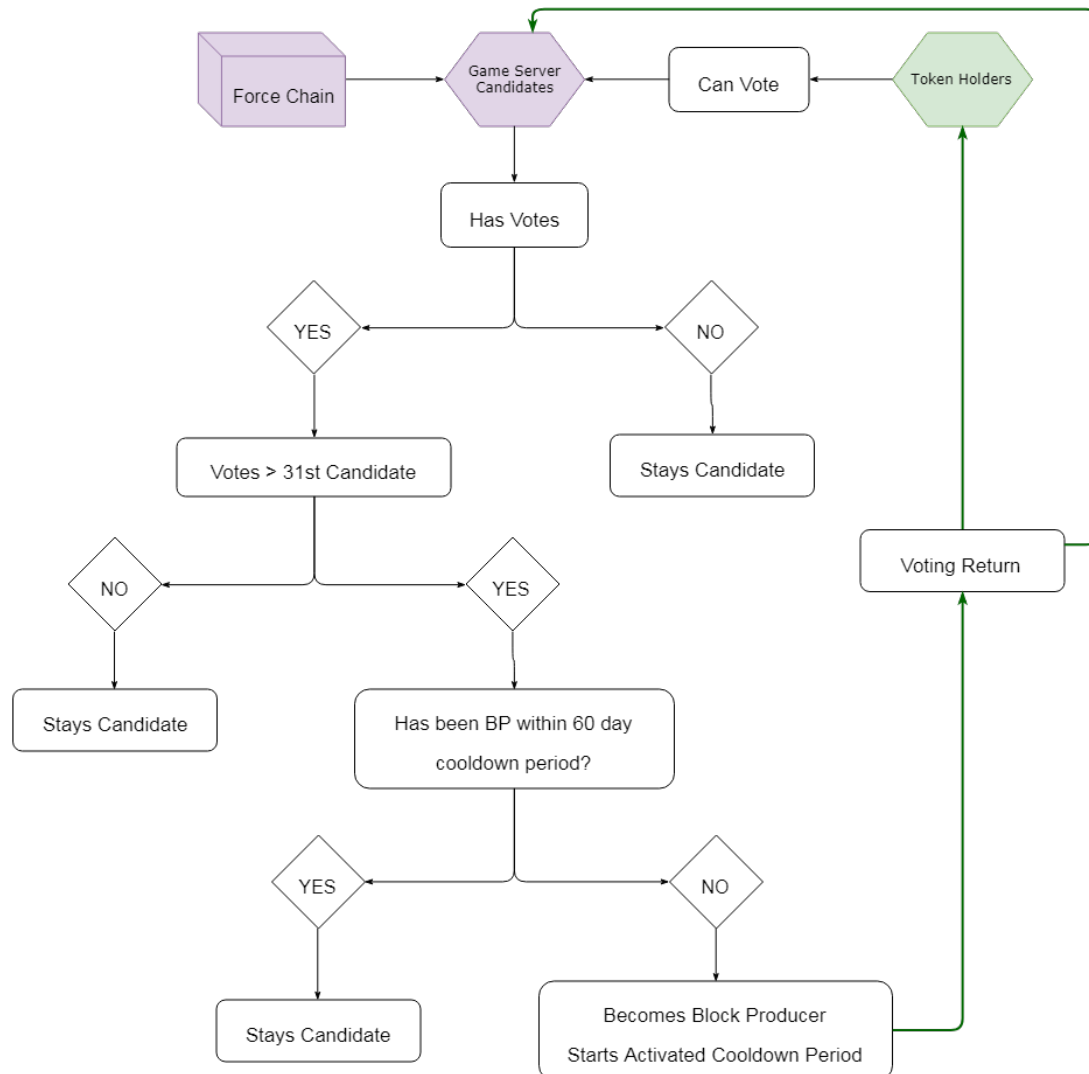 Force Chain
Game Server
Candidates
Can Vote
Token Holders
Has Votes
YES
NO
Votes > 31st Candidate
Stays Candidate
NO
YES
Voting Return
Stays Candidate
Has been BP within 60 day
cooldown period?
YES
NO
Stays Candidate
Becomes Block Producer
Starts Activated Cooldown Period